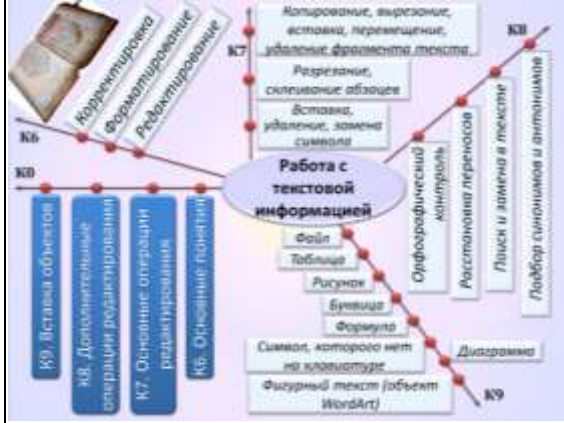 К6
Корректировка
Форматирование
Редактирование
К7
Копирование, вырезание,
вставка, перемещение,
удаление фрагмента текста
Разрезание,
склеивание абзацев
Вставка,
удаление, замена
символа
К8
Орфографический
контроль
Расстановка переносов
Поиск и замена в тексте
Подбор синонимов и антонимов
К0
К9. Вставка объектов
К8. Дополнительные
операции редактирования
К7. Основные операции
редактирования
К6. Основные понятия
Работа с
текстовой
информацией
Файл
Таблица
Рисунок
Буквица
Формула
Символ, которого нет
на клавиатуре
Диаграмма
Фигурный текст (объект
WordArt)
К9